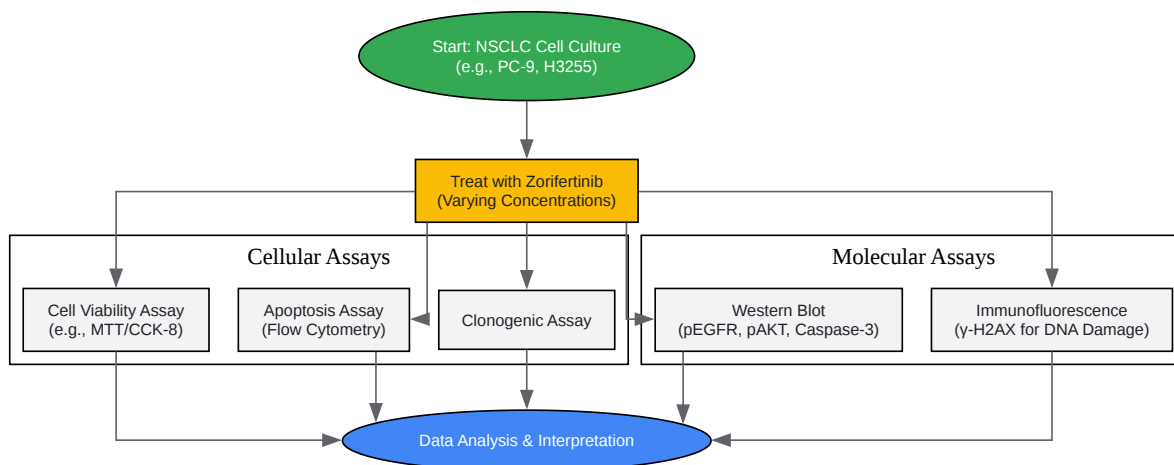 Start: NSCLC Cell Culture
(e.g., PC-9, H3255)
Treat with Zorifertinib
(Varying Concentrations)
Cellular Assays
Molecular Assays
Cell Viability Assay
(e.g., MTT/CCK-8)
Apoptosis Assay
(Flow Cytometry)
Clonogenic Assay
Western Blot
(pEGFR, pAKT, Caspase-3)
Immunofluorescence
(γ-H2AX for DNA Damage)
Data Analysis & Interpretation